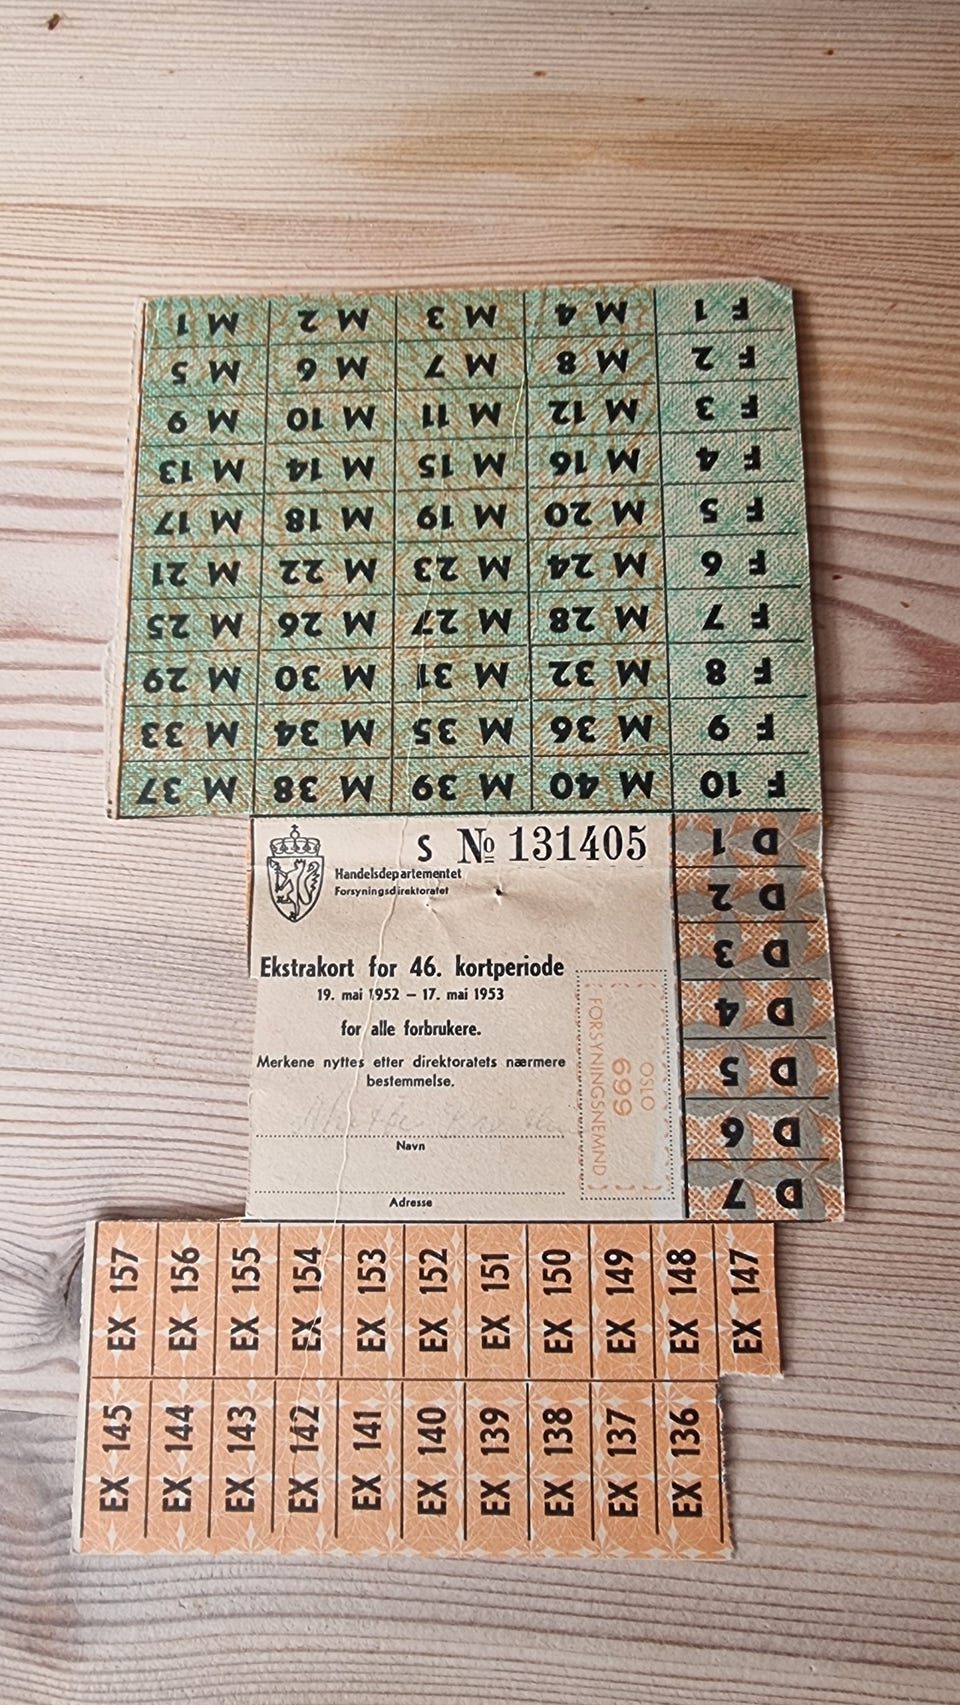 M 1 M 2 M 3 M 4 F 1
M 5 M 6 M 7 M 8 F 2
M 9 M 10 M 11 M 12 F 3
M 13 M 14 M 15 M 16 F 4
M 17 M 18 M 19 M 20 F 5
M 21 M 22 M 23 M 24 F 6
M 25 M 26 M 27 M 28 F 7
M 29 M 30 M 31 M 32 F 8
M 33 M 34 M 35 M 36 F 9
M 37 M 38 M 39 M 40 F 10
S № 131405
Handelsdepartementet
Forsyningsdirektoratet
Ekstrakort for 46. kortperiode
19. mai 1952 – 17. mai 1953
for alle forbrukere.
Merkene nyttes etter direktoratets nærmere
bestemmelse.
Navn
Adresse
OSLO
699
FORSYNINGSNEMND
D 1
D 2
D 3
D 4
D 5
D 6
D 7
EX 157 EX 156 EX 155 EX 154 EX 153 EX 152 EX 151 EX 150 EX 149 EX 148 EX 147
EX 145 EX 144 EX 143 EX 142 EX 141 EX 140 EX 139 EX 138 EX 137 EX 136